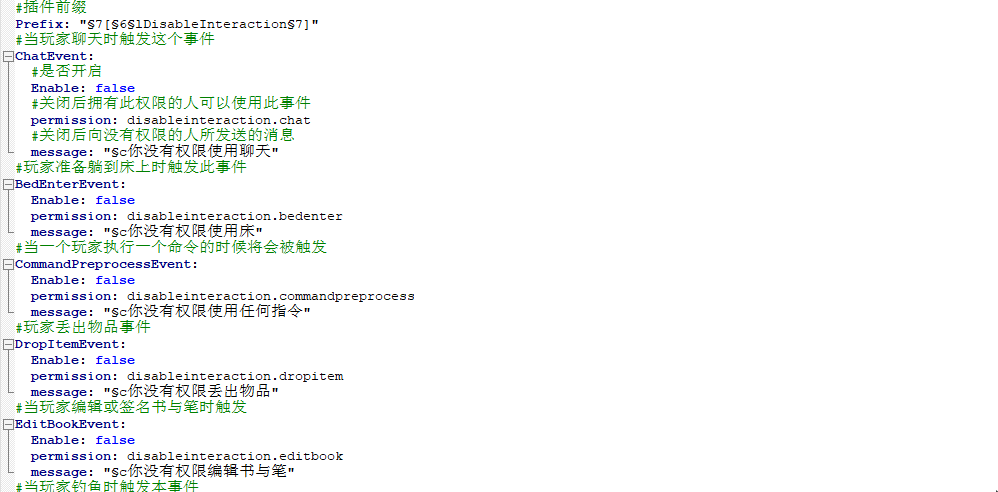 #插件前缀
Prefix: "§7[§6§lDisableInteraction§7]"
#当玩家聊天时触发这个事件
ChatEvent:
#是否开启
Enable: false
#关闭后拥有此权限的人可以使用此事件
permission: disableinteraction.chat
#关闭后向没有权限的人所发送的消息
message: "§c你没有权限使用聊天"
#玩家准备躺到床上时触发此事件
BedEnterEvent:
Enable: false
permission: disableinteraction.bedenter
message: "§c你没有权限使用床"
#当一个玩家执行一个命令的时候将会被触发
CommandPreprocessEvent:
Enable: false
permission: disableinteraction.commandpreprocess
message: "§c你没有权限使用任何指令"
#玩家丢出物品事件
DropItemEvent:
Enable: false
permission: disableinteraction.dropitem
message: "§c你没有权限丢出物品"
#当玩家编辑或签名书与笔时触发
EditBookEvent:
Enable: false
permission: disableinteraction.editbook
message: "§c你没有权限编辑书与笔"
#当玩家钓鱼时触发本事件